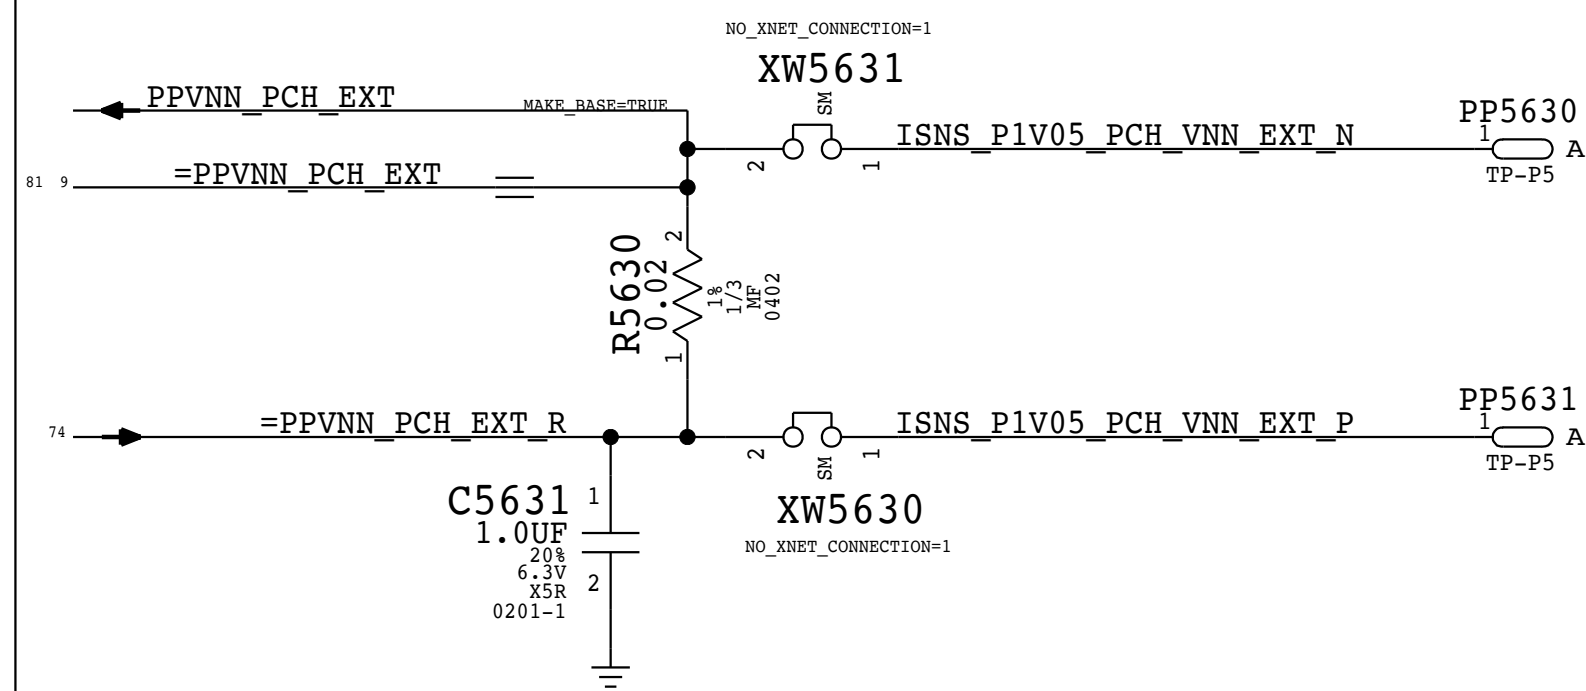 NO_XNET_CONNECTION=1
XW5631
SM
PPVNN_PCH_EXT
MAKE_BASE=TRUE
2
1
ISNS_P1V05_PCH_VNN_EXT_N
PP5630
1
A
TP-P5
81 9
=PPVNN_PCH_EXT
2
R5630
0.02
1%
1/3
MF
0402
1
74
=PPVNN_PCH_EXT_R
2
1
SM
ISNS_P1V05_PCH_VNN_EXT_P
PP5631
1
A
TP-P5
XW5630
NO_XNET_CONNECTION=1
C5631
1
1.0UF
20%
6.3V
X5R
0201-1
2